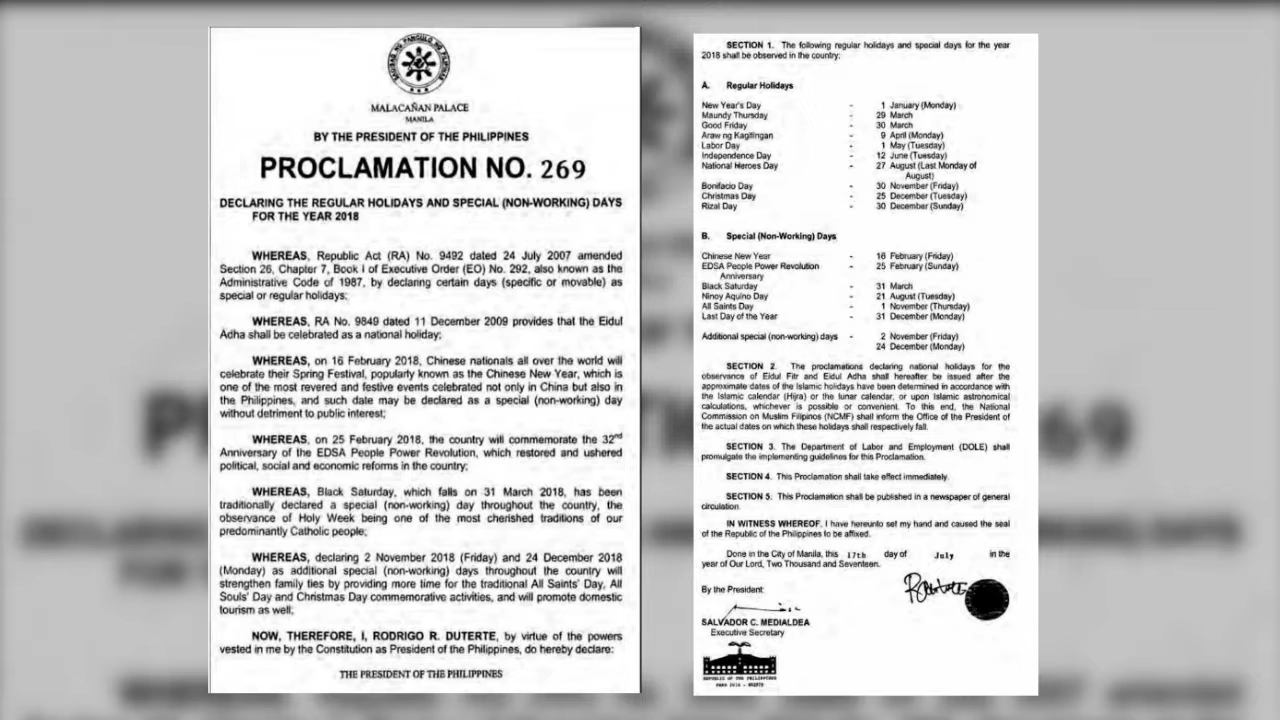 MALACAÑAN PALACE
MANILA
BY THE PRESIDENT OF THE PHILIPPINES
PROCLAMATION NO. 269
DECLARING THE REGULAR HOLIDAYS AND SPECIAL (NON-WORKING) DAYS
FOR THE YEAR 2018
WHEREAS, Republic Act (RA) No. 9492 dated 24 July 2007 amended
Section 26, Chapter 7, Book I of Executive Order (EO) No. 292, also known as the
Administrative Code of 1987, by declaring certain days (specific or movable) as
special or regular holidays;
WHEREAS, RA No. 9849 dated 11 December 2009 provides that the Eidul
Adha shall be celebrated as a national holiday;
WHEREAS, on 16 February 2018, Chinese nationals all over the world will
celebrate their Spring Festival, popularly known as the Chinese New Year, which is
one of the most revered and festive events celebrated not only in China but also in
the Philippines, and such date may be declared as a special (non-working) day
without detriment to public interest;
WHEREAS, on 25 February 2018, the country will commemorate the 32nd
Anniversary of the EDSA People Power Revolution, which restored and ushered
political, social and economic reforms in the country;
WHEREAS, Black Saturday, which falls on 31 March 2018, has been
traditionally declared a special (non-working) day throughout the country, the
observance of Holy Week being one of the most cherished traditions of our
predominantly Catholic people;
WHEREAS, declaring 2 November 2018 (Friday) and 24 December 2018
(Monday) as additional special (non-working) days throughout the country will
strengthen family ties by providing more time for the traditional All Saints' Day, All
Souls' Day and Christmas Day commemorative activities, and will promote domestic
tourism as well;
NOW, THEREFORE, I, RODRIGO R. DUTERTE, by virtue of the powers
vested in me by the Constitution as President of the Philippines, do hereby declare:
THE PRESIDENT OF THE PHILIPPINES
SECTION 1. The following regular holidays and special days for the year
2018 shall be observed in the country:
A. Regular Holidays
New Year's Day - 1 January (Monday)
Maundy Thursday - 29 March
Good Friday - 30 March
Araw ng Kagitingan - 9 April (Monday)
Labor Day - 1 May (Tuesday)
Independence Day - 12 June (Tuesday)
National Heroes Day - 27 August (Last Monday of
August)
Bonifacio Day - 30 November (Friday)
Christmas Day - 25 December (Tuesday)
Rizal Day - 30 December (Sunday)
B. Special (Non-Working) Days
Chinese New Year - 16 February (Friday)
EDSA People Power Revolution - 25 February (Sunday)
Anniversary
Black Saturday - 31 March
Ninoy Aquino Day - 21 August (Tuesday)
All Saints Day - 1 November (Thursday)
Last Day of the Year - 31 December (Monday)
Additional special (non-working) days - 2 November (Friday)
24 December (Monday)
SECTION 2. The proclamations declaring national holidays for the
observance of Eidul Fitr and Eidul Adha shall hereafter be issued after the
approximate dates of the Islamic holidays have been determined in accordance with
the Islamic calendar (Hijra) or the lunar calendar, or upon Islamic astronomical
calculations, whichever is possible or convenient. To this end, the National
Commission on Muslim Filipinos (NCMF) shall inform the Office of the President of
the actual dates on which these holidays shall respectively fall.
SECTION 3. The Department of Labor and Employment (DOLE) shall
promulgate the implementing guidelines for this Proclamation.
SECTION 4. This Proclamation shall take effect immediately.
SECTION 5. This Proclamation shall be published in a newspaper of general
circulation.
IN WITNESS WHEREOF, I have hereunto set my hand and caused the seal
of the Republic of the Philippines to be affixed.
Done in the City of Manila, this 17th day of July in the
year of Our Lord, Two Thousand and Seventeen.
By the President:
SALVADOR C. MEDIALDEA
Executive Secretary
REPUBLIC OF THE PHILIPPINES